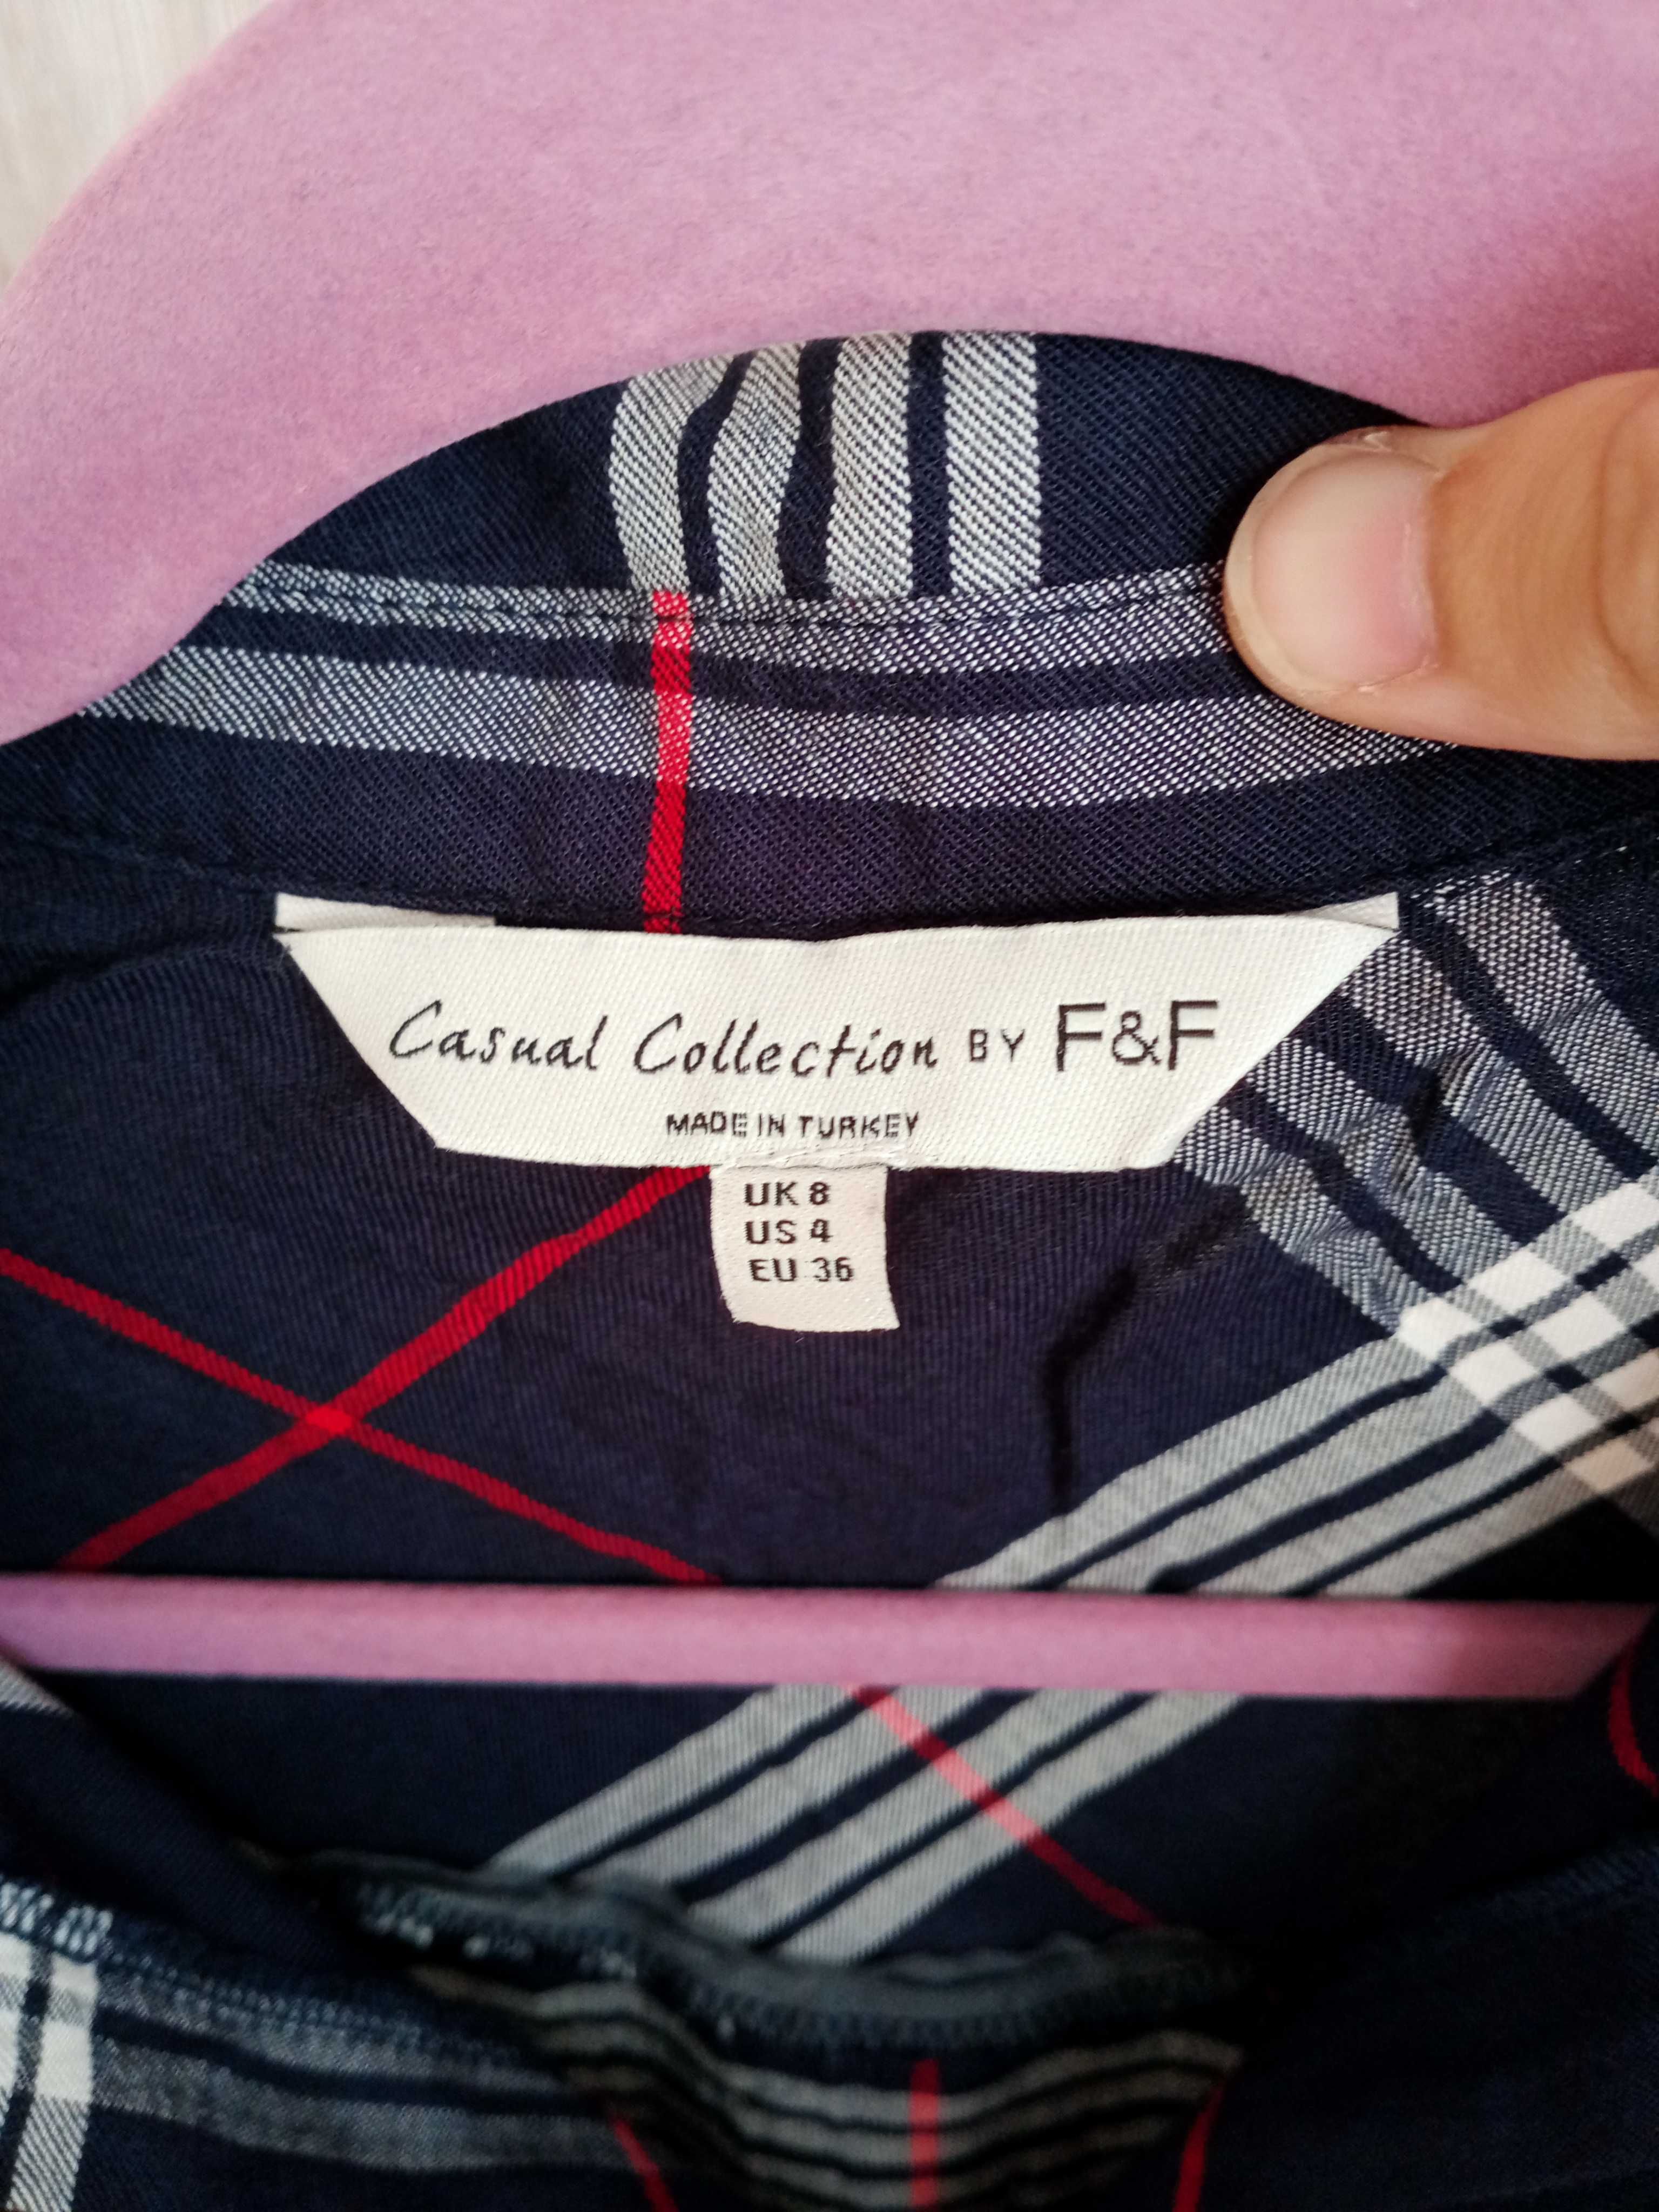 Casual Collection BY F&F
MADE IN TURKEY
UK 8
US 4
EU 36